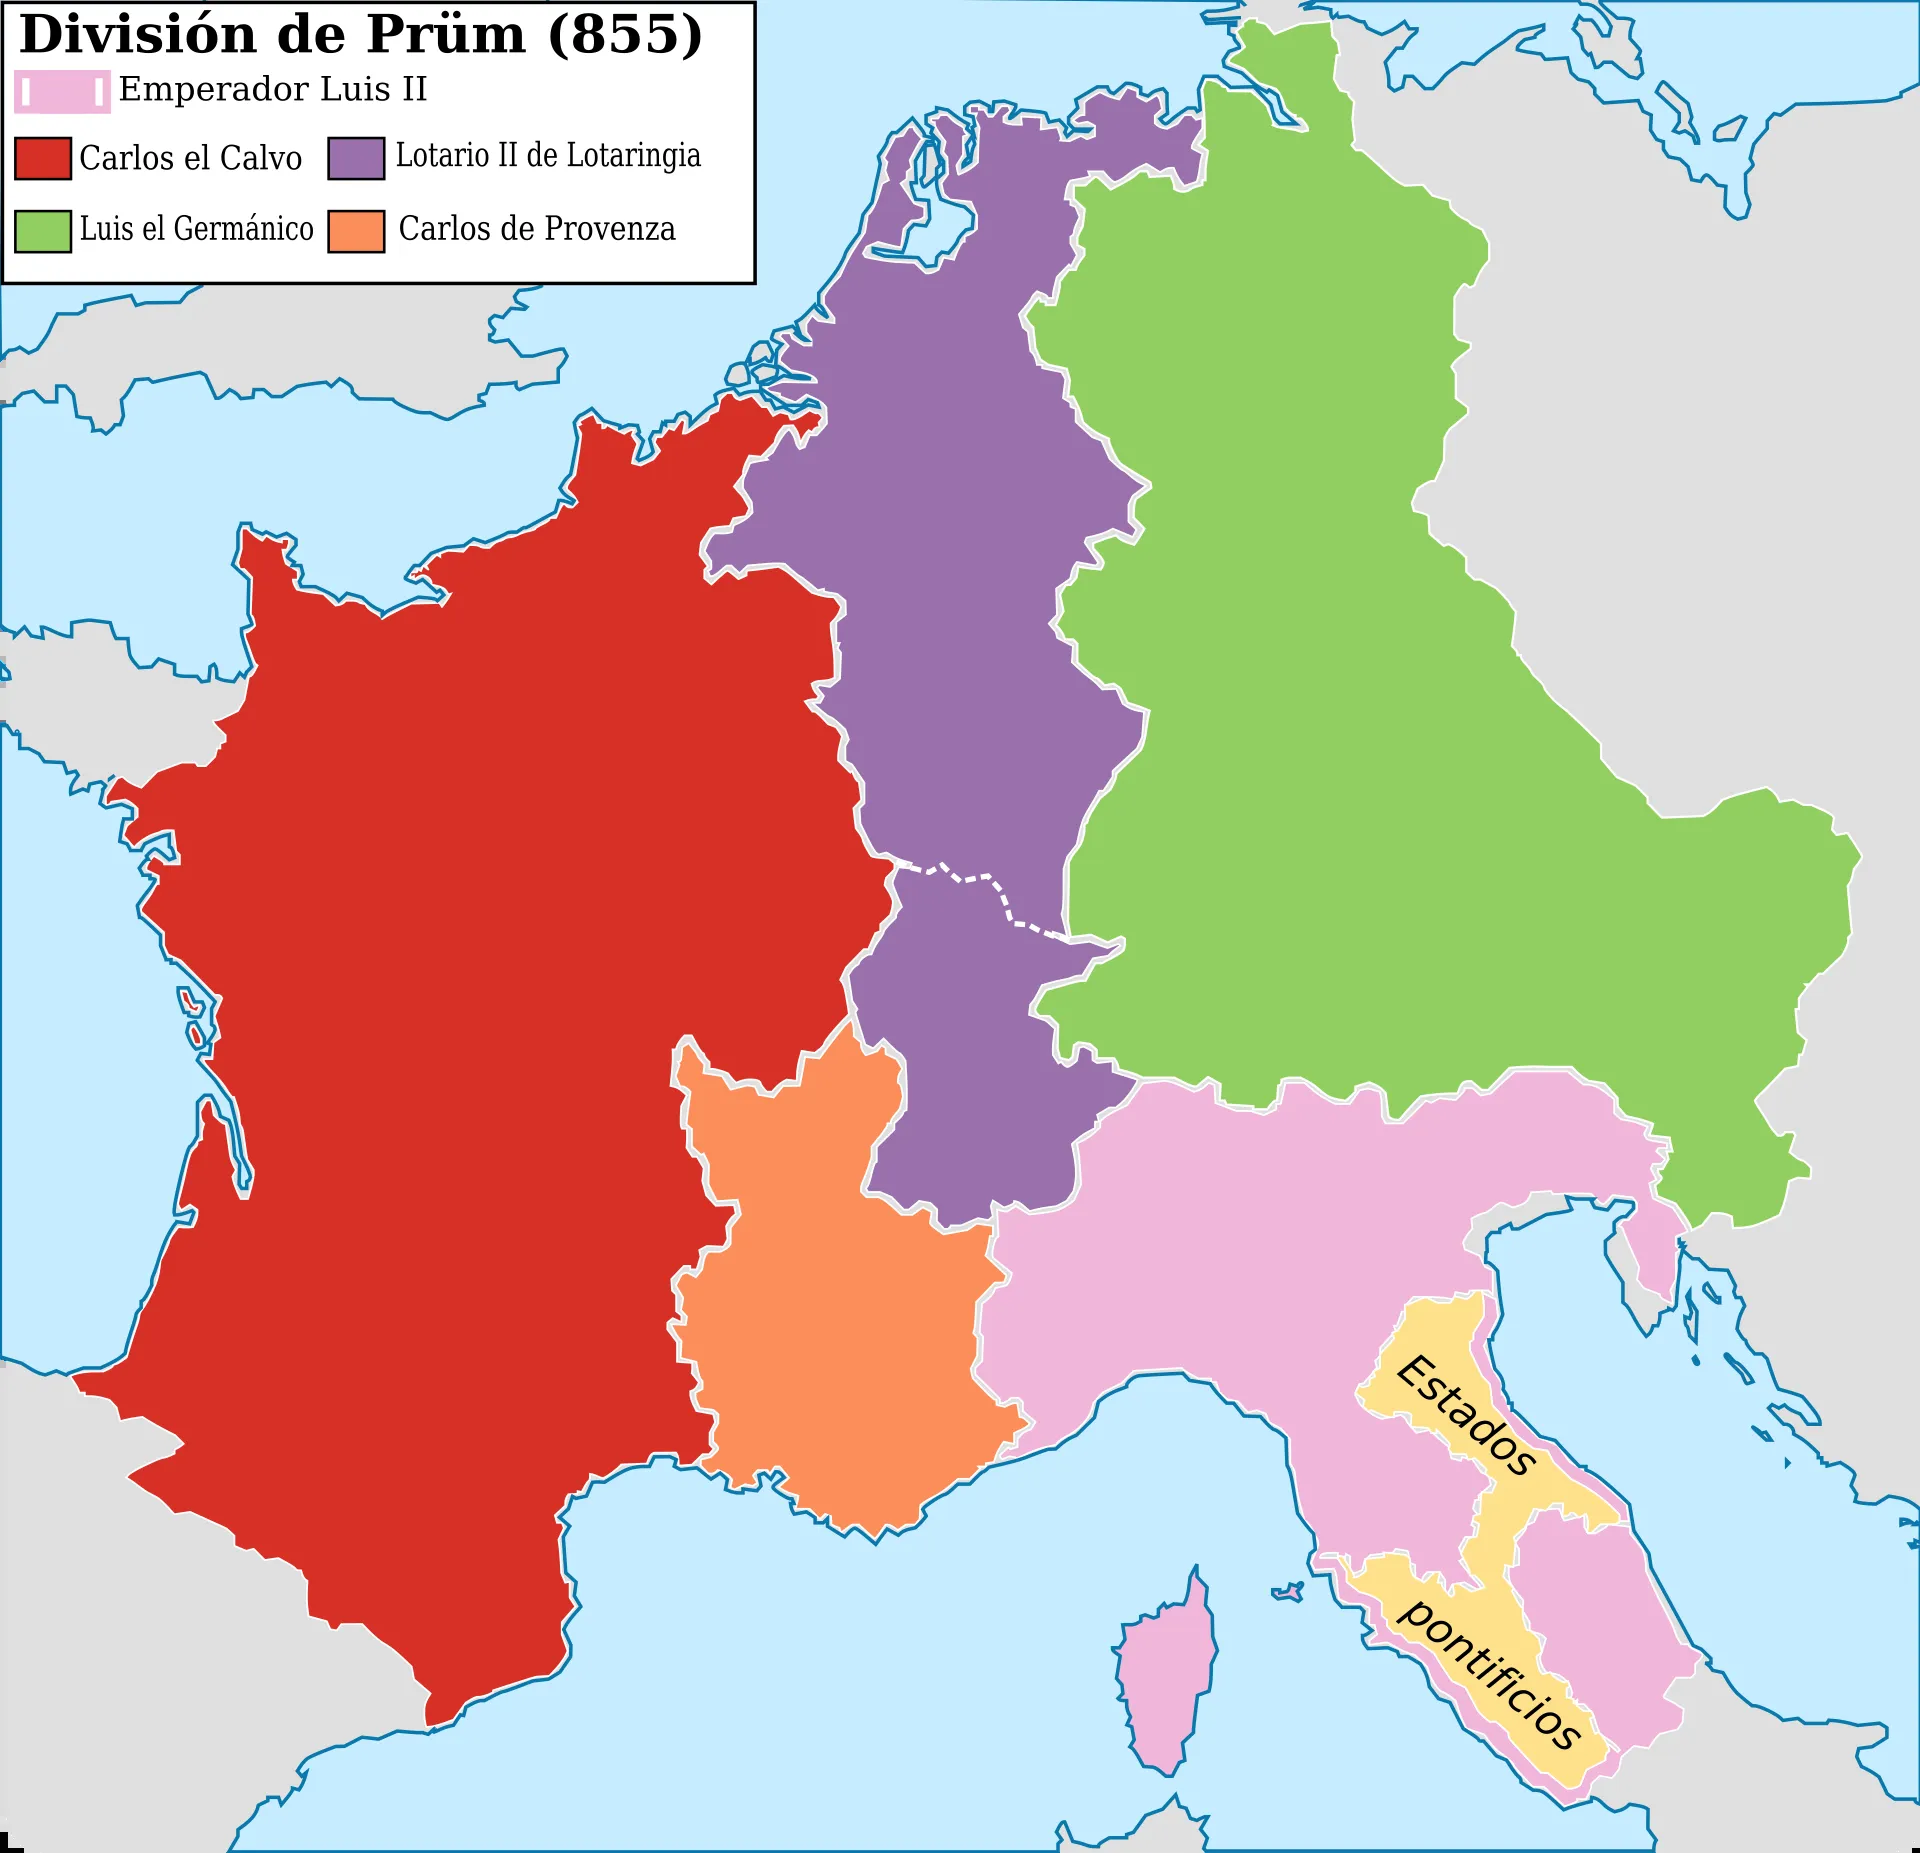 División de Prüm (855)
Emperador Luis II
Carlos el Calvo
Lotario II de Lotaringia
Luis el Germánico
Carlos de Provenza
Estados
pontificios